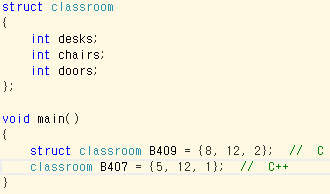 struct classroom
{
    int desks;
    int chairs;
    int doors;
};
void main()
{
    struct classroom B409 = {8, 12, 2};  //  C
    classroom B407 = {5, 12, 1};  //  C++
}